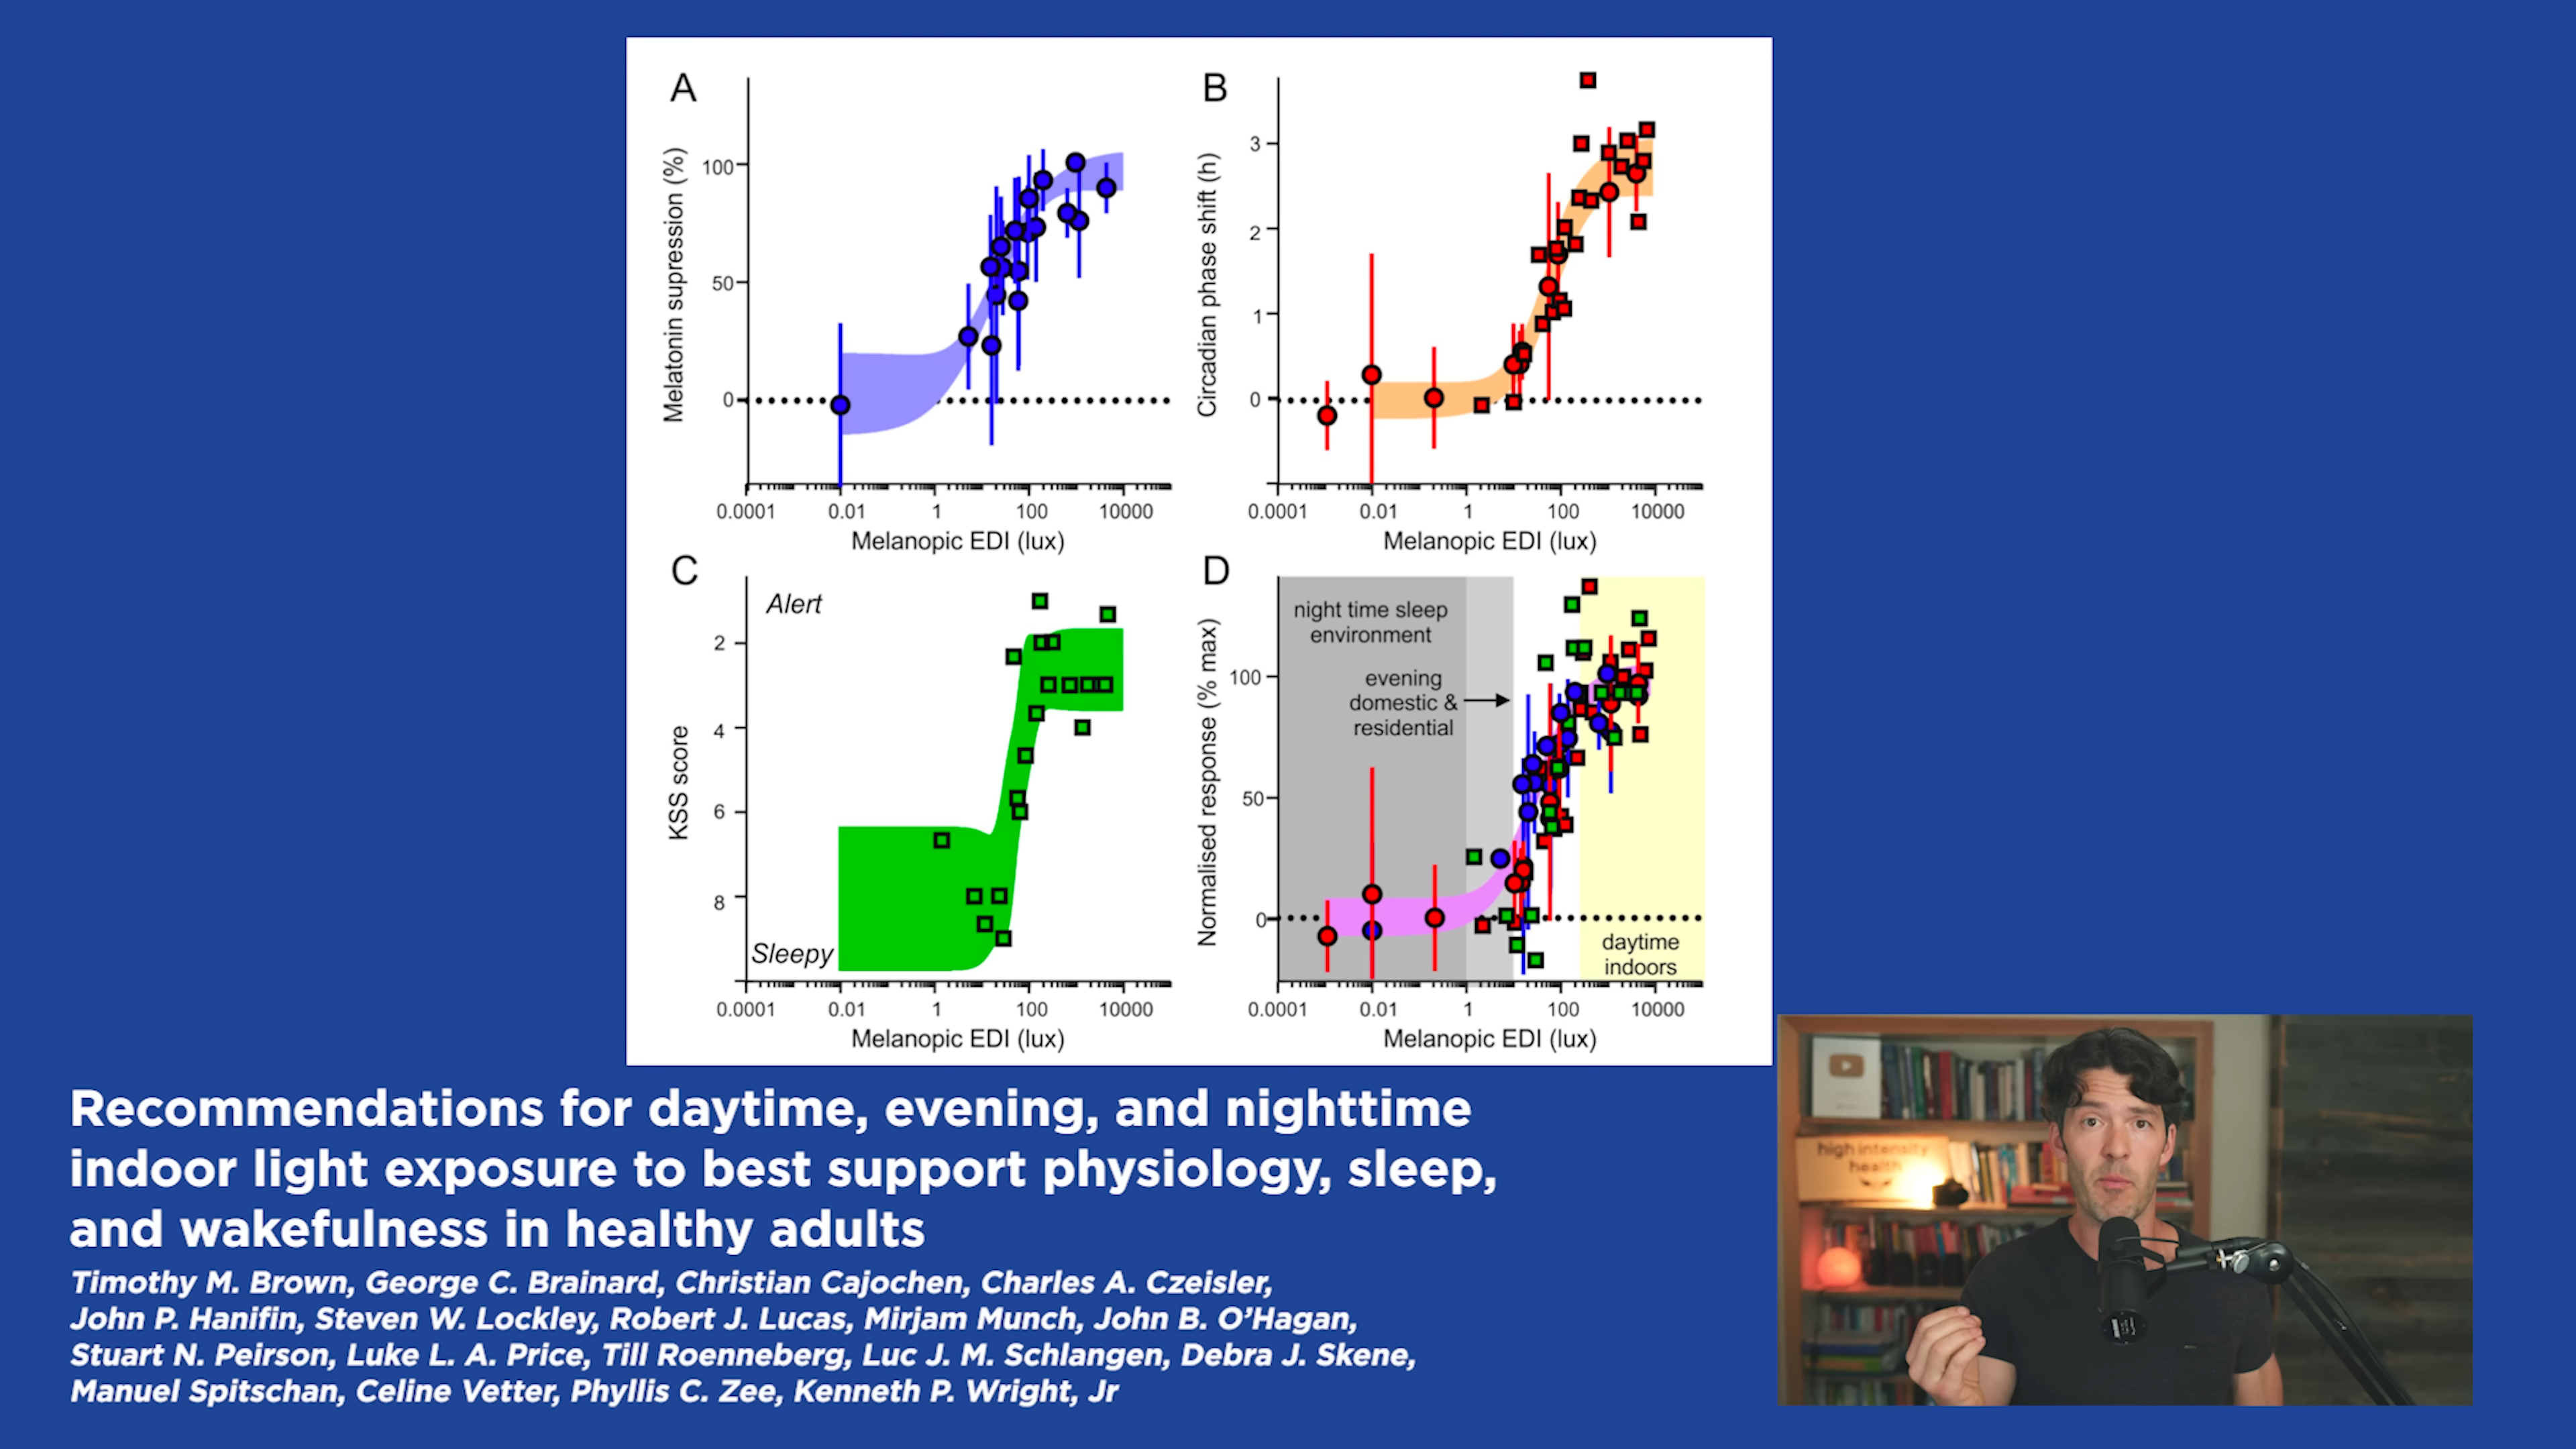 A
Melatonin supression (%)
100
50
0
0.0001 0.01 1 100 10000
Melanopic EDI (lux)
B
Circadian phase shift (h)
3
2
1
0
0.0001 0.01 1 100 10000
Melanopic EDI (lux)
C
Alert
KSS score
2
4
6
8
Sleepy
0.0001 0.01 1 100 10000
Melanopic EDI (lux)
D
Normalised response (% max)
night time sleep
environment
evening
domestic &
residential
100
50
0
daytime
indoors
0.0001 0.01 1 100 10000
Melanopic EDI (lux)
Recommendations for daytime, evening, and nighttime
indoor light exposure to best support physiology, sleep,
and wakefulness in healthy adults
Timothy M. Brown, George C. Brainard, Christian Cajochen, Charles A. Czeisler,
John P. Hanifin, Steven W. Lockley, Robert J. Lucas, Mirjam Munch, John B. O’Hagan,
Stuart N. Peirson, Luke L. A. Price, Till Roenneberg, Luc J. M. Schlangen, Debra J. Skene,
Manuel Spitschan, Celine Vetter, Phyllis C. Zee, Kenneth P. Wright, Jr
high intensity
health